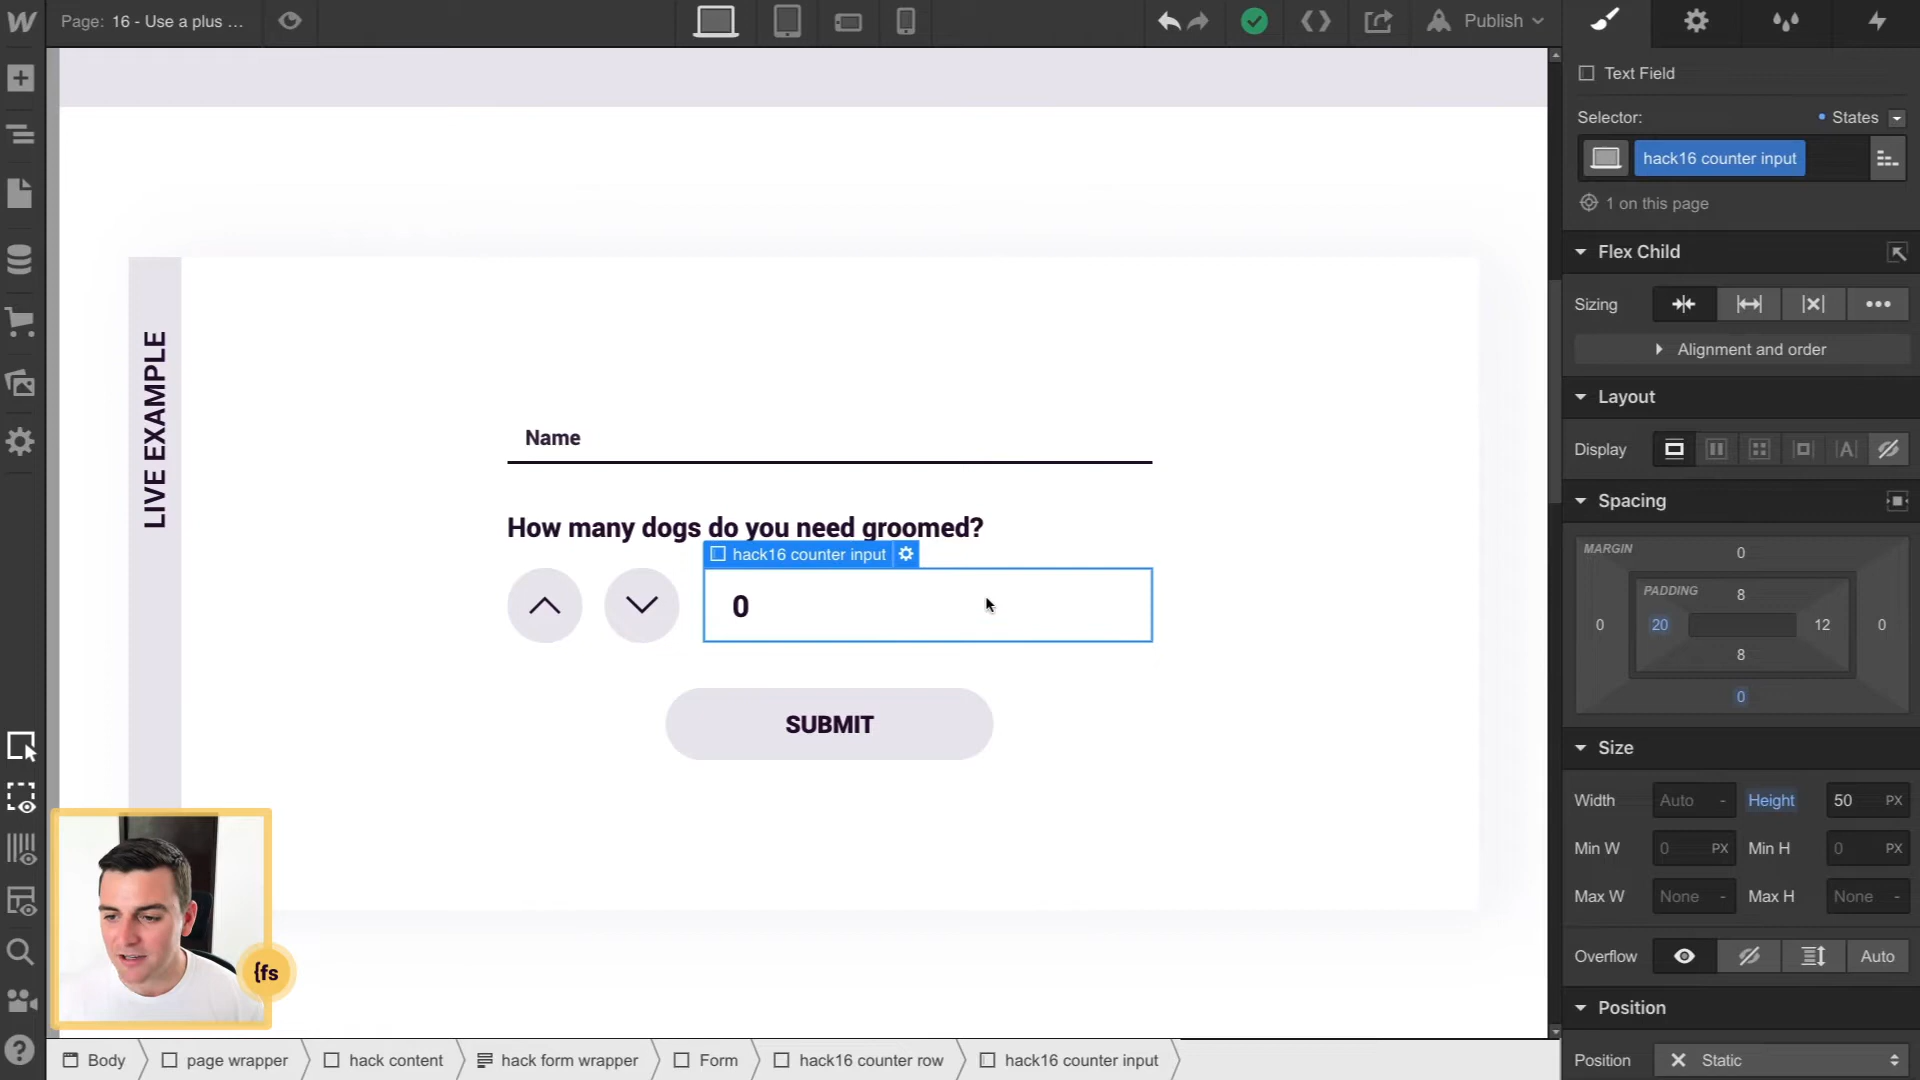 Page: 16 - Use a plus ...
Publish
Text Field
Selector:
States
hack16 counter input
1 on this page
Flex Child
Sizing
Alignment and order
Layout
Display
Spacing
MARGIN
0
PADDING
8
0
20
12
0
8
0
Size
Width
Auto
-
Height
50
PX
Min W
0
PX
Min H
0
PX
Max W
None
-
Max H
None
-
Overflow
Auto
Position
Position
Static
LIVE EXAMPLE
Name
How many dogs do you need groomed?
hack16 counter input
0
SUBMIT
{fs
Body
page wrapper
hack content
hack form wrapper
Form
hack16 counter row
hack16 counter input